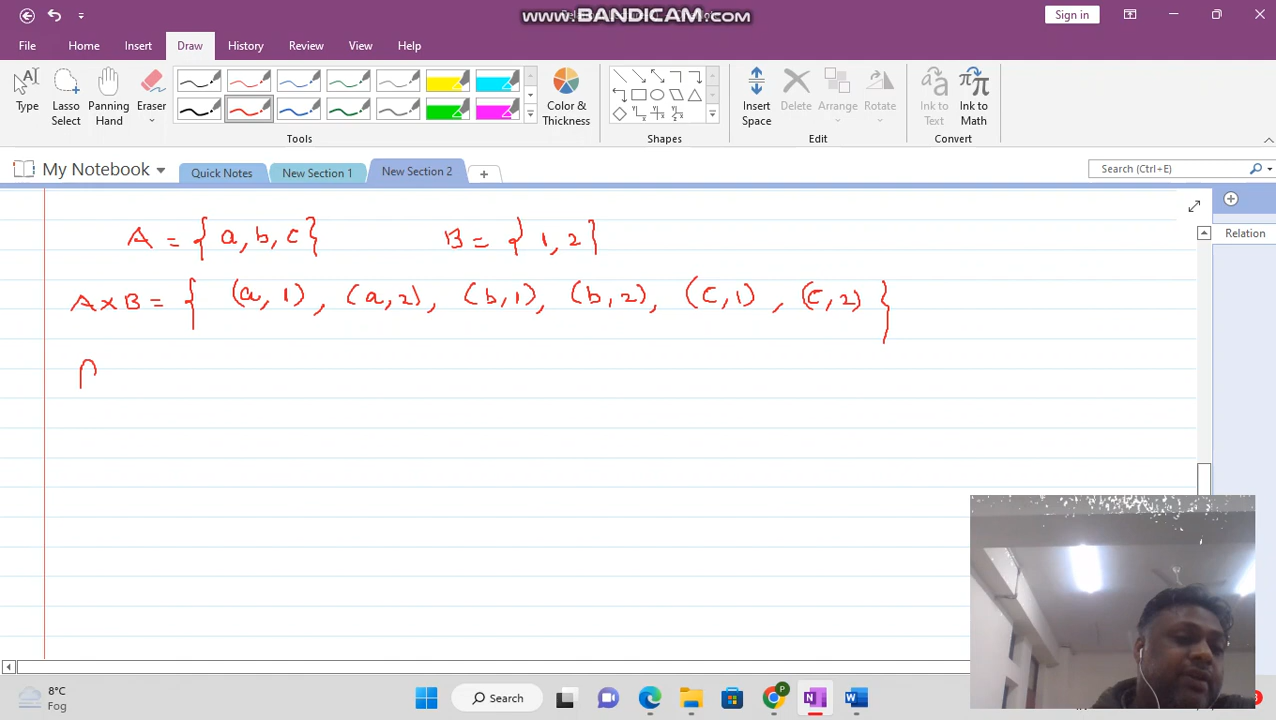 www.BANDICAM.com
Sign in
File Home Insert Draw History Review View Help
Type Lasso Select Panning Hand Eraser Color & Thickness Insert Space Delete Arrange Rotate Ink to Text Ink to Math
Tools Shapes Edit Convert
My Notebook Quick Notes New Section 1 New Section 2 Search (Ctrl+E)
Relation
A = { a, b, c } B = { 1, 2 }
A × B = { (a, 1) , (a, 2), (b, 1), (b, 2), (c, 1) , (c, 2) }
8°C
Fog
Search